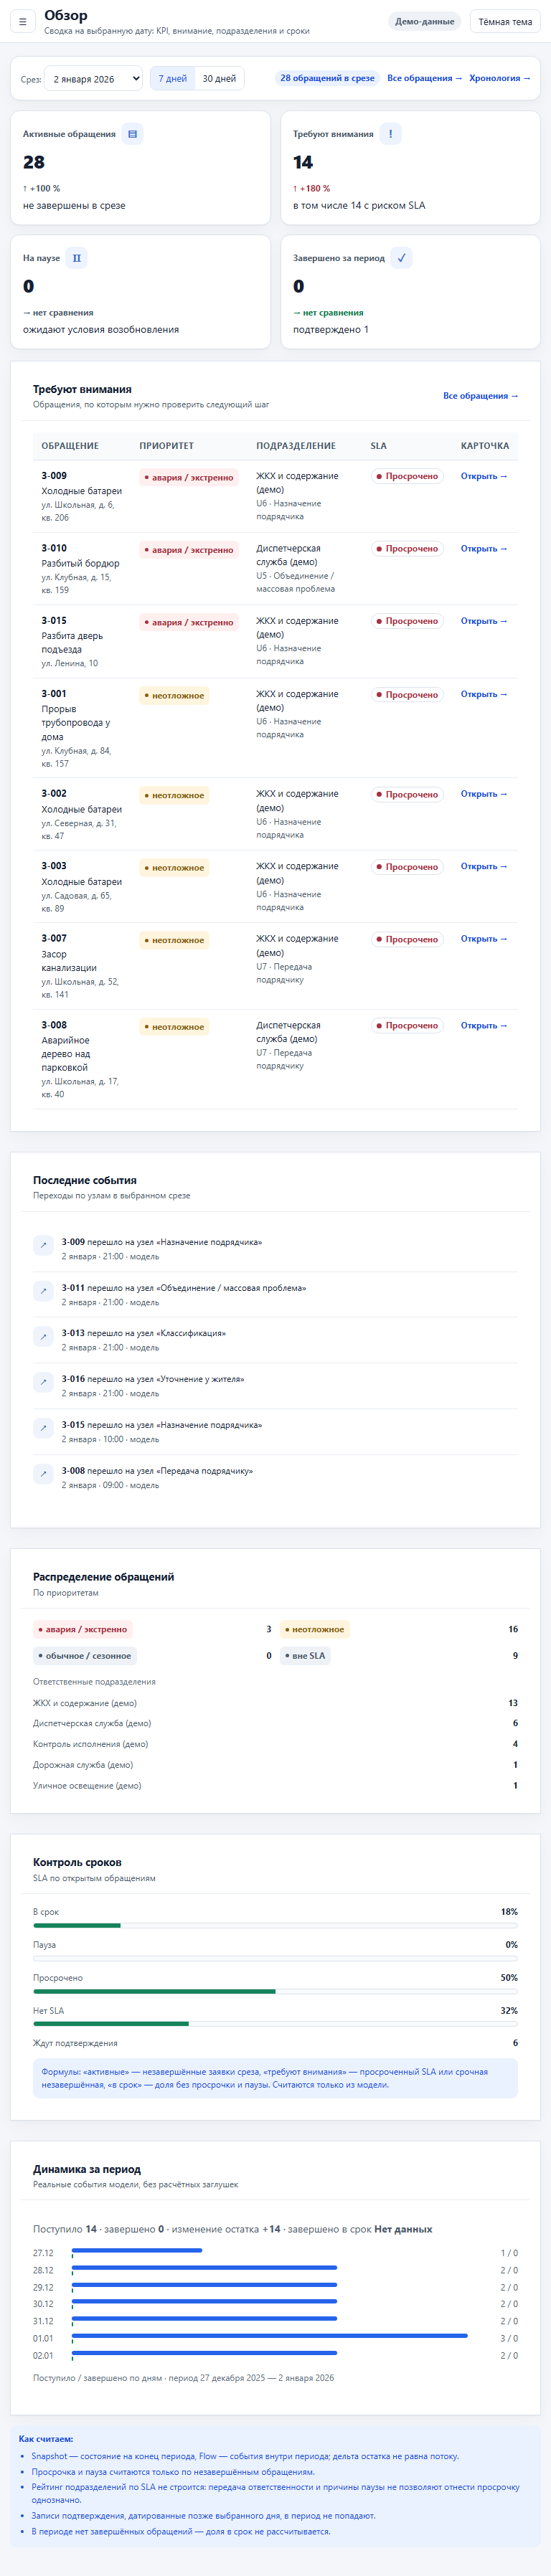 ☰
Обзор
Сводка на выбранную дату: KPI, внимание, подразделения и сроки
Демо-данные
Тёмная тема
Срез: 2 января 2026
7 дней 30 дней
28 обращений в срезе
Все обращения → Хронология →
Активные обращения
28
↑ +100 %
не завершены в срезе
Требуют внимания !
14
↑ +180 %
в том числе 14 с риском SLA
На паузе
0
→ нет сравнения
ожидают условия возобновления
Завершено за период ✓
0
→ нет сравнения
подтверждено 1
Требуют внимания
Обращения, по которым нужно проверить следующий шаг
Все обращения →
ОБРАЩЕНИЕ ПРИОРИТЕТ ПОДРАЗДЕЛЕНИЕ SLA КАРТОЧКА
З-009
Холодные батареи
ул. Школьная, д. 6,
кв. 206
авария / экстренно
ЖКХ и содержание
(демо)
U6 · Назначение
подрядчика
Просрочено
Открыть →
З-010
Разбитый бордюр
ул. Клубная, д. 15,
кв. 159
авария / экстренно
Диспетчерская
служба (демо)
U5 · Объединение /
массовая проблема
Просрочено
Открыть →
З-015
Разбита дверь
подъезда
ул. Ленина, 10
авария / экстренно
ЖКХ и содержание
(демо)
U6 · Назначение
подрядчика
Просрочено
Открыть →
З-001
Прорыв
трубопровода у
дома
ул. Клубная, д. 84,
кв. 157
неотложное
ЖКХ и содержание
(демо)
U6 · Назначение
подрядчика
Просрочено
Открыть →
З-002
Холодные батареи
ул. Северная, д. 31,
кв. 47
неотложное
ЖКХ и содержание
(демо)
U6 · Назначение
подрядчика
Просрочено
Открыть →
З-003
Холодные батареи
ул. Садовая, д. 65,
кв. 89
неотложное
ЖКХ и содержание
(демо)
U6 · Назначение
подрядчика
Просрочено
Открыть →
З-007
Засор
канализации
ул. Школьная, д. 52,
кв. 141
неотложное
ЖКХ и содержание
(демо)
U7 · Передача
подрядчику
Просрочено
Открыть →
З-008
Аварийное
дерево над
парковкой
ул. Школьная, д. 17,
кв. 40
неотложное
Диспетчерская
служба (демо)
U7 · Передача
подрядчику
Просрочено
Открыть →
Последние события
Переходы по узлам в выбранном срезе
З-009 перешло на узел «Назначение подрядчика»
2 января · 21:00 · модель
З-011 перешло на узел «Объединение / массовая проблема»
2 января · 21:00 · модель
З-013 перешло на узел «Классификация»
2 января · 21:00 · модель
З-016 перешло на узел «Уточнение у жителя»
2 января · 21:00 · модель
З-015 перешло на узел «Назначение подрядчика»
2 января · 10:00 · модель
З-008 перешло на узел «Передача подрядчику»
2 января · 09:00 · модель
Распределение обращений
По приоритетам
авария / экстренно 3
неотложное 16
обычное / сезонное 0
вне SLA 9
Ответственные подразделения
ЖКХ и содержание (демо) 13
Диспетчерская служба (демо) 6
Контроль исполнения (демо) 4
Дорожная служба (демо) 1
Уличное освещение (демо) 1
Контроль сроков
SLA по открытым обращениям
В срок 18%
Пауза 0%
Просрочено 50%
Нет SLA 32%
Ждут подтверждения 6
Формулы: «активные» — незавершённые заявки среза, «требуют внимания» — просроченный SLA или срочная
незавершённая, «в срок» — доля без просрочки и паузы. Считаются только из модели.
Динамика за период
Реальные события модели, без расчётных заглушек
Поступило 14 · завершено 0 · изменение остатка +14 · завершено в срок Нет данных
27.12 1 / 0
28.12 2 / 0
29.12 2 / 0
30.12 2 / 0
31.12 2 / 0
01.01 3 / 0
02.01 2 / 0
Поступило / завершено по дням · период 27 декабря 2025 — 2 января 2026
Как считаем:
• Snapshot — состояние на конец периода, Flow — события внутри периода; дельта остатка не равна потоку.
• Просрочка и пауза считаются только по незавершённым обращениям.
• Рейтинг подразделений по SLA не строится: передача ответственности и причины паузы не позволяют отнести просрочку
однозначно.
• Записи подтверждения, датированные позже выбранного дня, в период не попадают.
• В периоде нет завершённых обращений — доля в срок не рассчитывается.